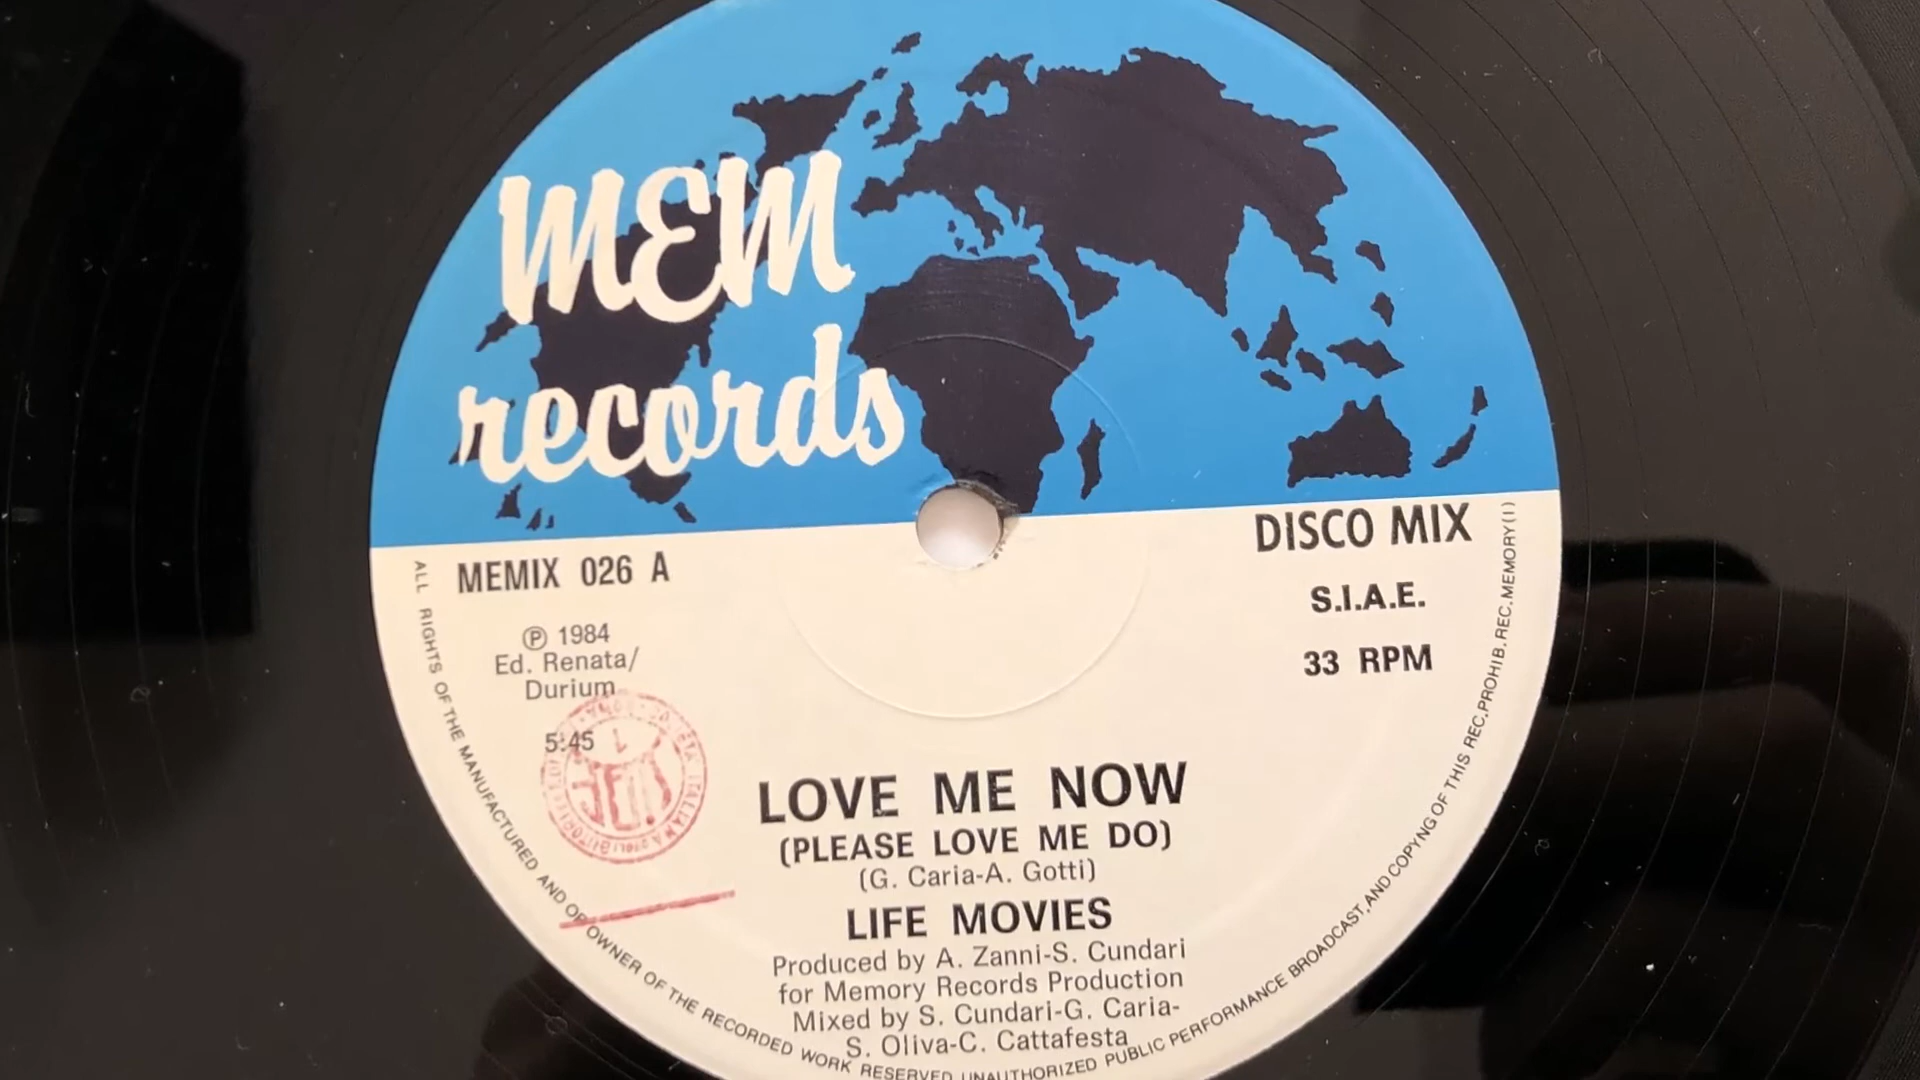 MEM
records
MEMIX 026 A
DISCO MIX
S.I.A.E.
33 RPM
℗ 1984
Ed. Renata/
Durium
5:45
LOVE ME NOW
(PLEASE LOVE ME DO)
(G. Caria-A. Gotti)
LIFE MOVIES
Produced by A. Zanni-S. Cundari
for Memory Records Production
Mixed by S. Cundari-G. Caria-
S. Oliva-C. Cattafesta
ALL RIGHTS OF THE MANUFACTURED AND OF OWNER OF THE RECORDED WORK RESERVED UNAUTHORIZED PUBLIC PERFORMANCE BROADCAST, AND COPYNG OF THIS REC. PROHIB. REC. MEMORY (I)